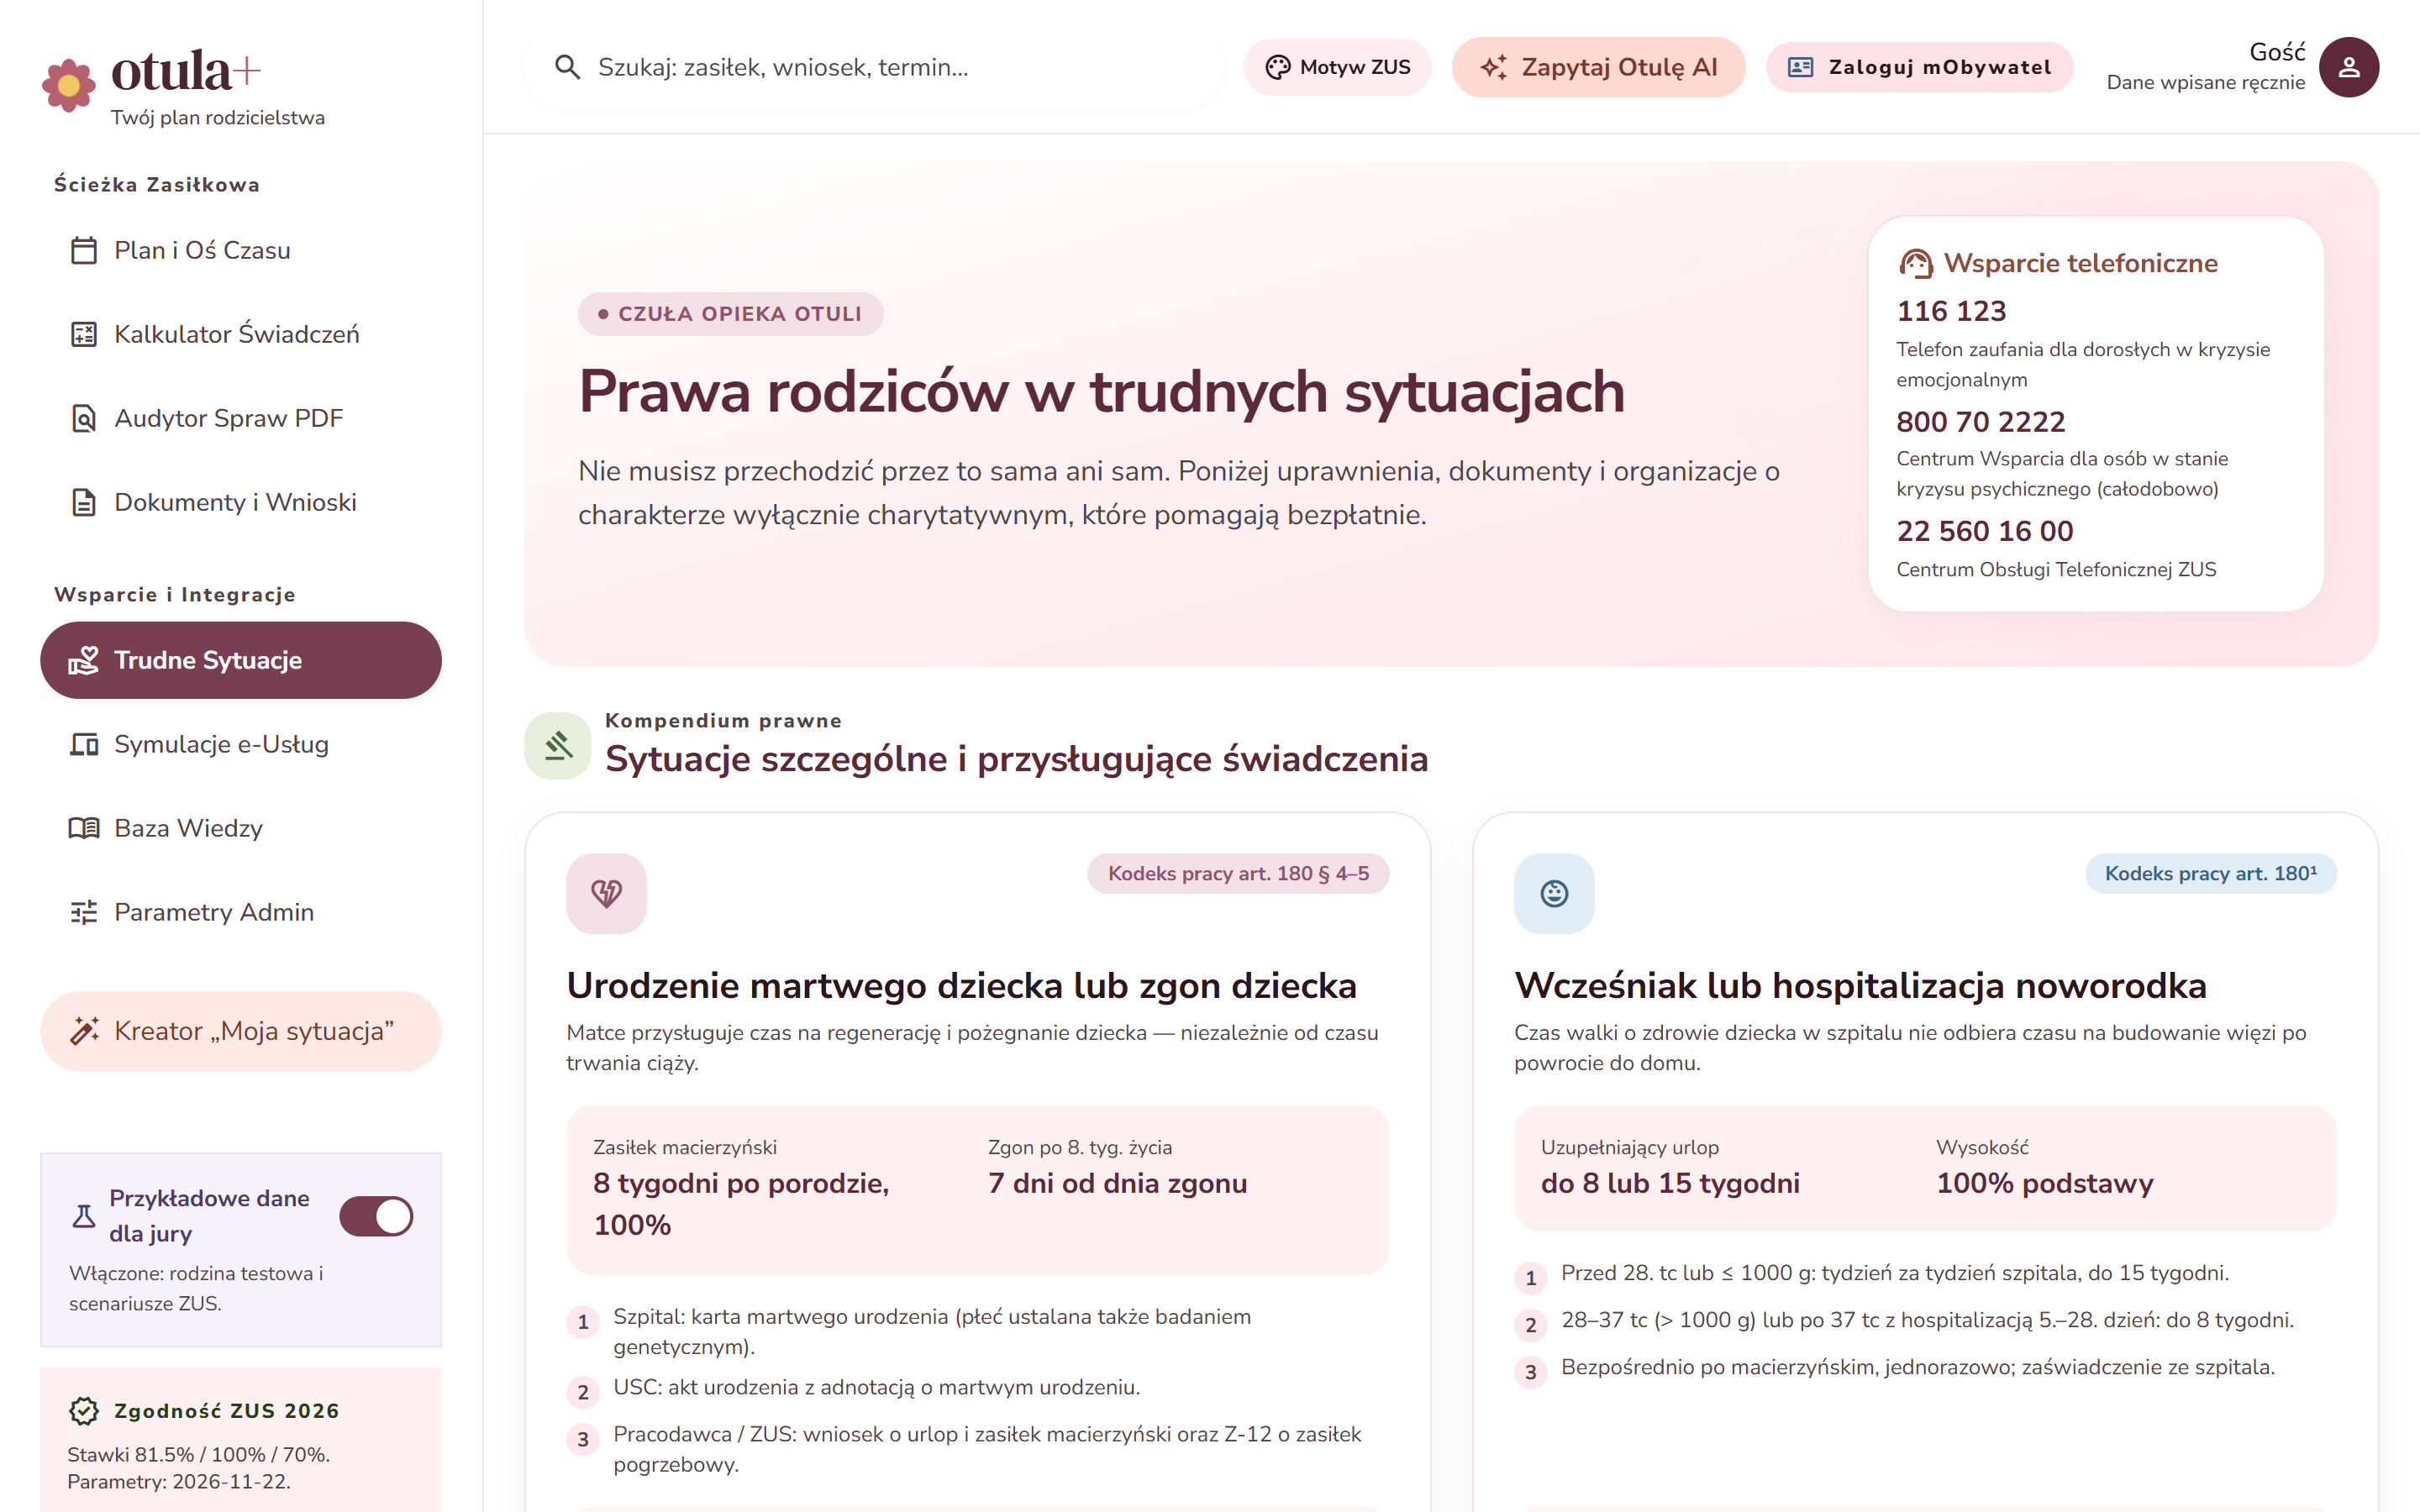 otula+
Twój plan rodzicielstwa
Ścieżka Zasiłkowa
Plan i Oś Czasu
Kalkulator Świadczeń
Audytor Spraw PDF
Dokumenty i Wnioski
Wsparcie i Integracje
Trudne Sytuacje
Symulacje e-Usług
Baza Wiedzy
Parametry Admin
Kreator „Moja sytuacja”
Przykładowe dane
dla jury
Włączone: rodzina testowa i
scenariusze ZUS.
Zgodność ZUS 2026
Stawki 81.5% / 100% / 70%.
Parametry: 2026-11-22.
Szukaj: zasiłek, wniosek, termin...
Motyw ZUS
Zapytaj Otulę AI
Zaloguj mObywatel
Gość
Dane wpisane ręcznie
CZUŁA OPIEKA OTULI
Prawa rodziców w trudnych sytuacjach
Nie musisz przechodzić przez to sama ani sam. Poniżej uprawnienia, dokumenty i organizacje o
charakterze wyłącznie charytatywnym, które pomagają bezpłatnie.
Wsparcie telefoniczne
116 123
Telefon zaufania dla dorosłych w kryzysie
emocjonalnym
800 70 2222
Centrum Wsparcia dla osób w stanie
kryzysu psychicznego (całodobowo)
22 560 16 00
Centrum Obsługi Telefonicznej ZUS
Kompendium prawne
Sytuacje szczególne i przysługujące świadczenia
Kodeks pracy art. 180 § 4–5
Urodzenie martwego dziecka lub zgon dziecka
Matce przysługuje czas na regenerację i pożegnanie dziecka — niezależnie od czasu
trwania ciąży.
Zasiłek macierzyński
8 tygodni po porodzie,
100%
Zgon po 8. tyg. życia
7 dni od dnia zgonu
1 Szpital: karta martwego urodzenia (płeć ustalana także badaniem
genetycznym).
2 USC: akt urodzenia z adnotacją o martwym urodzeniu.
3 Pracodawca / ZUS: wniosek o urlop i zasiłek macierzyński oraz Z-12 o zasiłek
pogrzebowy.
Kodeks pracy art. 180¹
Wcześniak lub hospitalizacja noworodka
Czas walki o zdrowie dziecka w szpitalu nie odbiera czasu na budowanie więzi po
powrocie do domu.
Uzupełniający urlop
do 8 lub 15 tygodni
Wysokość
100% podstawy
1 Przed 28. tc lub ≤ 1000 g: tydzień za tydzień szpitala, do 15 tygodni.
2 28–37 tc (> 1000 g) lub po 37 tc z hospitalizacją 5.–28. dzień: do 8 tygodni.
3 Bezpośrednio po macierzyńskim, jednorazowo; zaświadczenie ze szpitala.